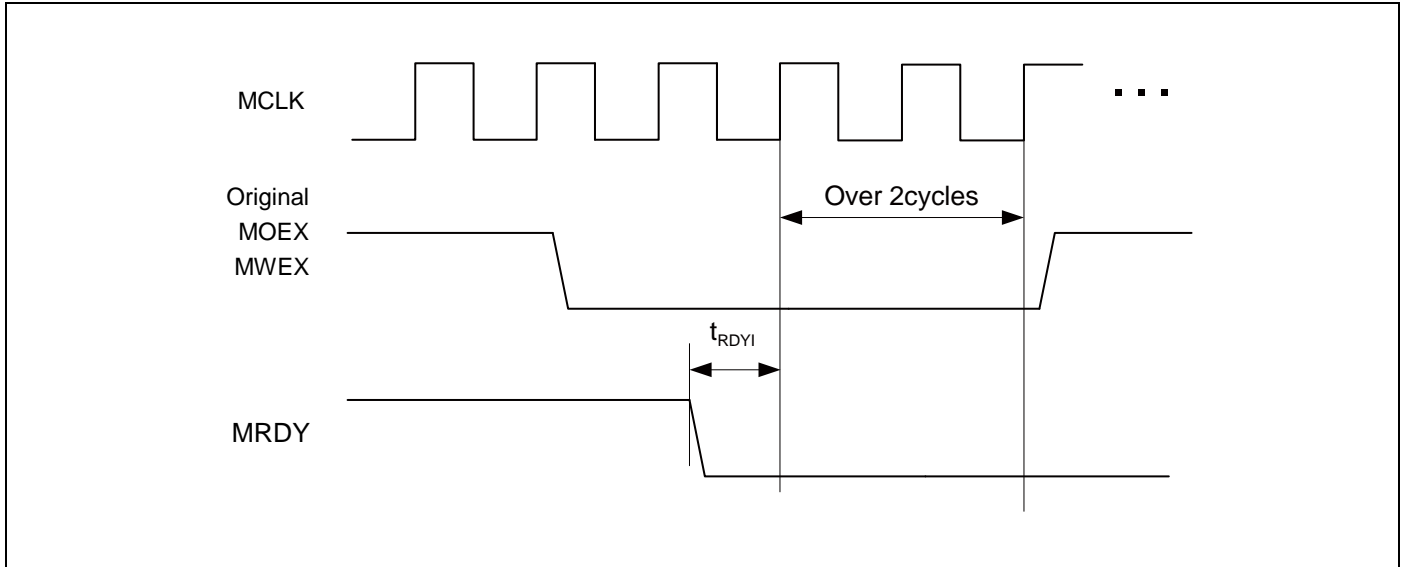 MCLK
Original
Over 2cycles
MOEX
MWEX
tRDYI
MRDY